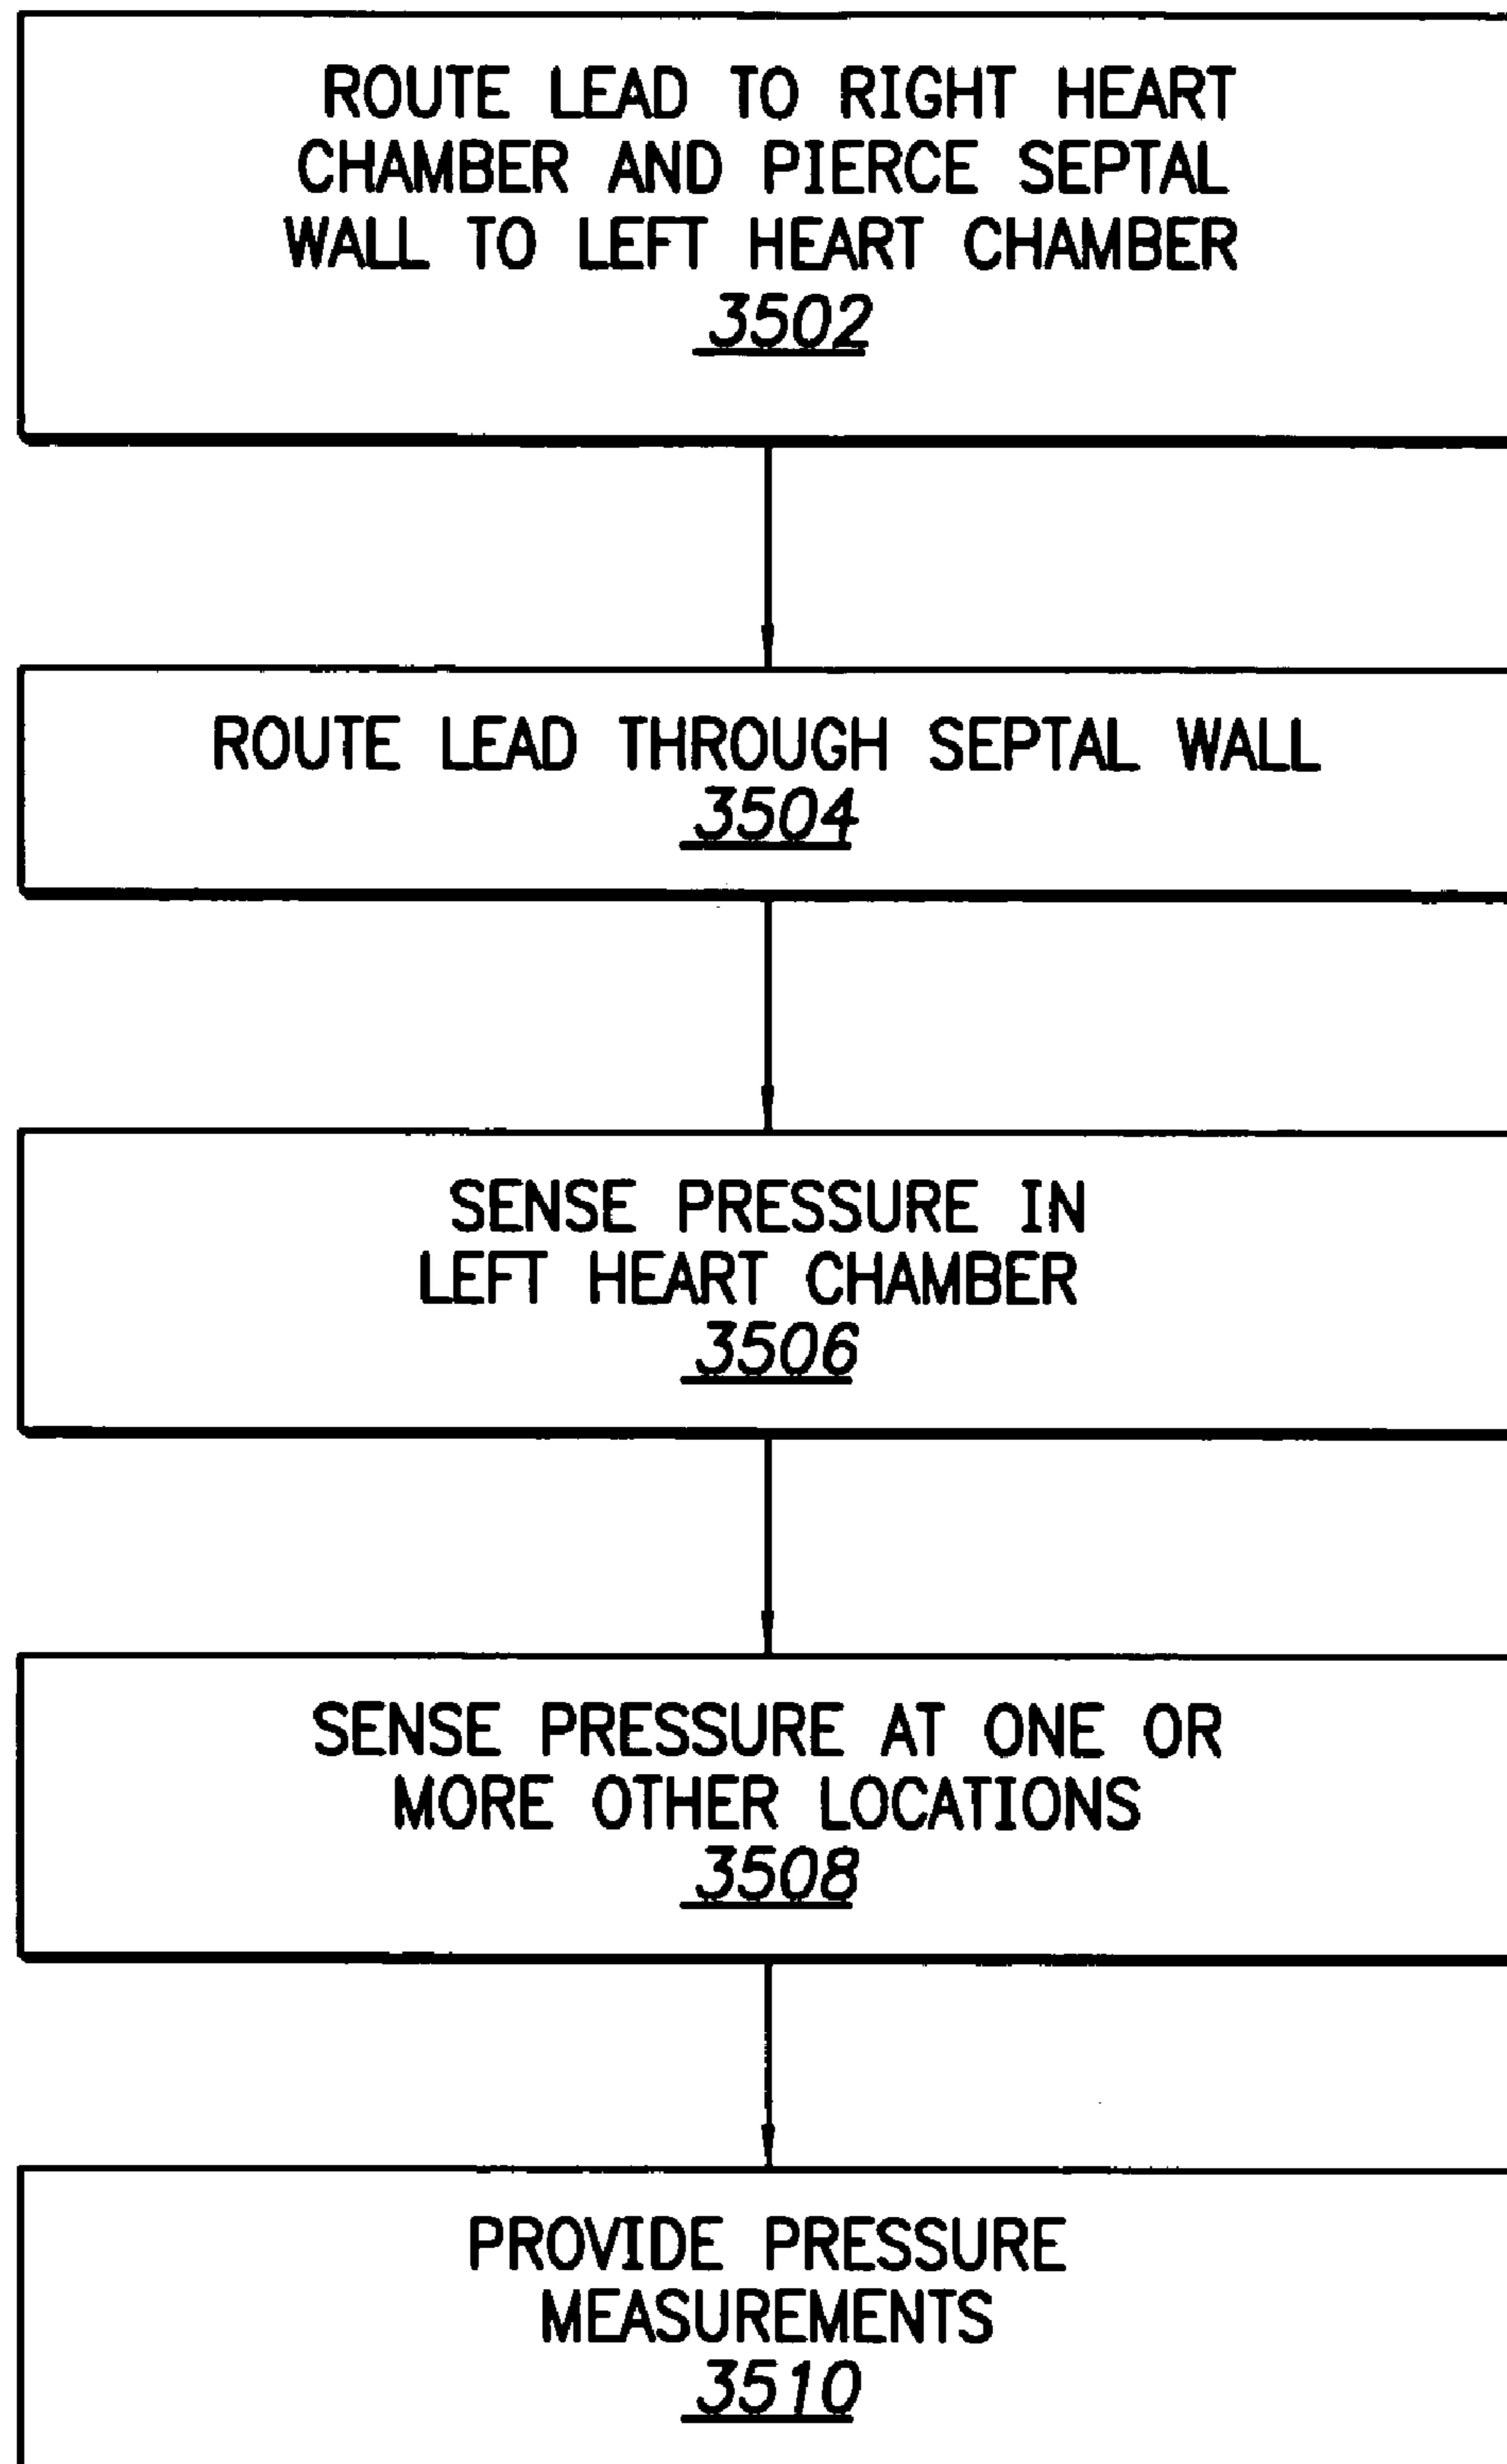 ROUTE LEAD TO RIGHT HEART
CHAMBER AND PIERCE SEPTAL
WALL TO LEFT HEART CHAMBER
3502
ROUTE LEAD THROUGH SEPTAL WALL
3504
SENSE PRESSURE IN
LEFT HEART CHAMBER
3506
SENSE PRESSURE AT ONE OR
MORE OTHER LOCATIONS
3508
PROVIDE PRESSURE
MEASUREMENTS
3510